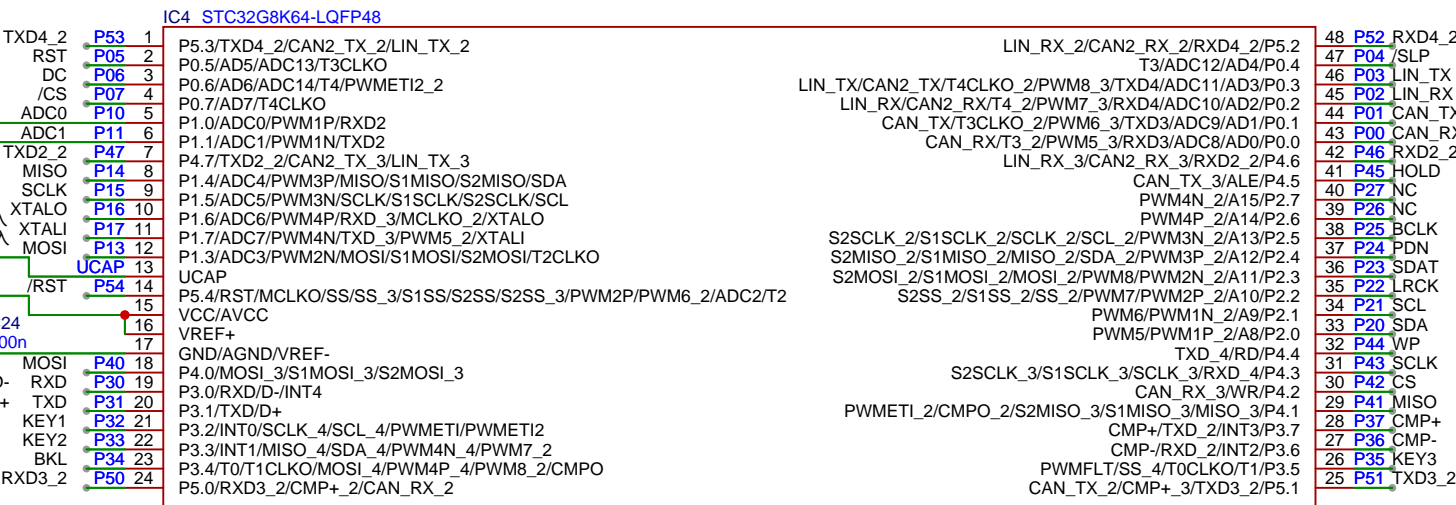 IC4 STC32G8K64-LQFP48
TXD4_2 P53 1 P5.3/TXD4_2/CAN2_TX_2/LIN_TX_2
RST P05 2 P0.5/AD5/ADC13/T3CLKO
DC P06 3 P0.6/AD6/ADC14/T4/PWMETI2_2
/CS P07 4 P0.7/AD7/T4CLKO
ADC0 P10 5 P1.0/ADC0/PWM1P/RXD2
ADC1 P11 6 P1.1/ADC1/PWM1N/TXD2
TXD2_2 P47 7 P4.7/TXD2_2/CAN2_TX_3/LIN_TX_3
MISO P14 8 P1.4/ADC4/PWM3P/MISO/S1MISO/S2MISO/SDA
SCLK P15 9 P1.5/ADC5/PWM3N/SCLK/S1SCLK/S2SCLK/SCL
XTALO P16 10 P1.6/ADC6/PWM4P/RXD_3/MCLKO_2/XTALO
XTALI P17 11 P1.7/ADC7/PWM4N/TXD_3/PWM5_2/XTALI
MOSI P13 12 P1.3/ADC3/PWM2N/MOSI/S1MOSI/S2MOSI/T2CLKO
UCAP 13 UCAP
/RST P54 14 P5.4/RST/MCLKO/SS/SS_3/S1SS/S2SS/S2SS_3/PWM2P/PWM6_2/ADC2/T2
15 VCC/AVCC
24 16 VREF+
00n 17 GND/AGND/VREF-
MOSI P40 18 P4.0/MOSI_3/S1MOSI_3/S2MOSI_3
- RXD P30 19 P3.0/RXD/D-/INT4
+ TXD P31 20 P3.1/TXD/D+
KEY1 P32 21 P3.2/INT0/SCLK_4/SCL_4/PWMETI/PWMETI2
KEY2 P33 22 P3.3/INT1/MISO_4/SDA_4/PWM4N_4/PWM7_2
BKL P34 23 P3.4/T0/T1CLKO/MOSI_4/PWM4P_4/PWM8_2/CMPO
RXD3_2 P50 24 P5.0/RXD3_2/CMP+_2/CAN_RX_2
LIN_RX_2/CAN2_RX_2/RXD4_2/P5.2 48 P52 RXD4_2
T3/ADC12/AD4/P0.4 47 P04 /SLP
LIN_TX/CAN2_TX/T4CLKO_2/PWM8_3/TXD4/ADC11/AD3/P0.3 46 P03 LIN_TX
LIN_RX/CAN2_RX/T4_2/PWM7_3/RXD4/ADC10/AD2/P0.2 45 P02 LIN_RX
CAN_TX/T3CLKO_2/PWM6_3/TXD3/ADC9/AD1/P0.1 44 P01 CAN_TX
CAN_RX/T3_2/PWM5_3/RXD3/ADC8/AD0/P0.0 43 P00 CAN_RX
LIN_RX_3/CAN2_RX_3/RXD2_2/P4.6 42 P46 RXD2_2
CAN_TX_3/ALE/P4.5 41 P45 HOLD
PWM4N_2/A15/P2.7 40 P27 NC
PWM4P_2/A14/P2.6 39 P26 NC
S2SCLK_2/S1SCLK_2/SCLK_2/SCL_2/PWM3N_2/A13/P2.5 38 P25 BCLK
S2MISO_2/S1MISO_2/MISO_2/SDA_2/PWM3P_2/A12/P2.4 37 P24 PDN
S2MOSI_2/S1MOSI_2/MOSI_2/PWM8/PWM2N_2/A11/P2.3 36 P23 SDAT
S2SS_2/S1SS_2/SS_2/PWM7/PWM2P_2/A10/P2.2 35 P22 LRCK
PWM6/PWM1N_2/A9/P2.1 34 P21 SCL
PWM5/PWM1P_2/A8/P2.0 33 P20 SDA
TXD_4/RD/P4.4 32 P44 WP
S2SCLK_3/S1SCLK_3/SCLK_3/RXD_4/P4.3 31 P43 SCLK
CAN_RX_3/WR/P4.2 30 P42 CS
PWMETI_2/CMPO_2/S2MISO_3/S1MISO_3/MISO_3/P4.1 29 P41 MISO
CMP+/TXD_2/INT3/P3.7 28 P37 CMP+
CMP-/RXD_2/INT2/P3.6 27 P36 CMP-
PWMFLT/SS_4/T0CLKO/T1/P3.5 26 P35 KEY3
CAN_TX_2/CMP+_3/TXD3_2/P5.1 25 P51 TXD3_2